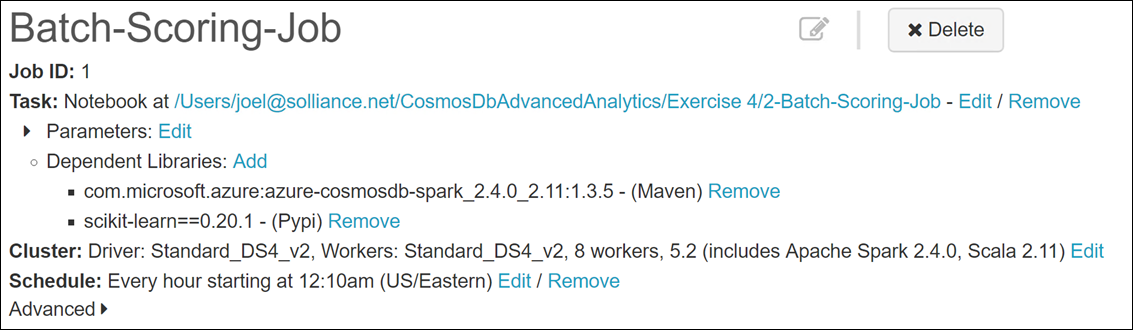 Batch-Scoring-Job
✖ Delete
Job ID: 1
Task: Notebook at /Users/joel@solliance.net/CosmosDbAdvancedAnalytics/Exercise 4/2-Batch-Scoring-Job - Edit / Remove
Parameters: Edit
Dependent Libraries: Add
com.microsoft.azure:azure-cosmosdb-spark_2.4.0_2.11:1.3.5 - (Maven) Remove
scikit-learn==0.20.1 - (Pypi) Remove
Cluster: Driver: Standard_DS4_v2, Workers: Standard_DS4_v2, 8 workers, 5.2 (includes Apache Spark 2.4.0, Scala 2.11) Edit
Schedule: Every hour starting at 12:10am (US/Eastern) Edit / Remove
Advanced